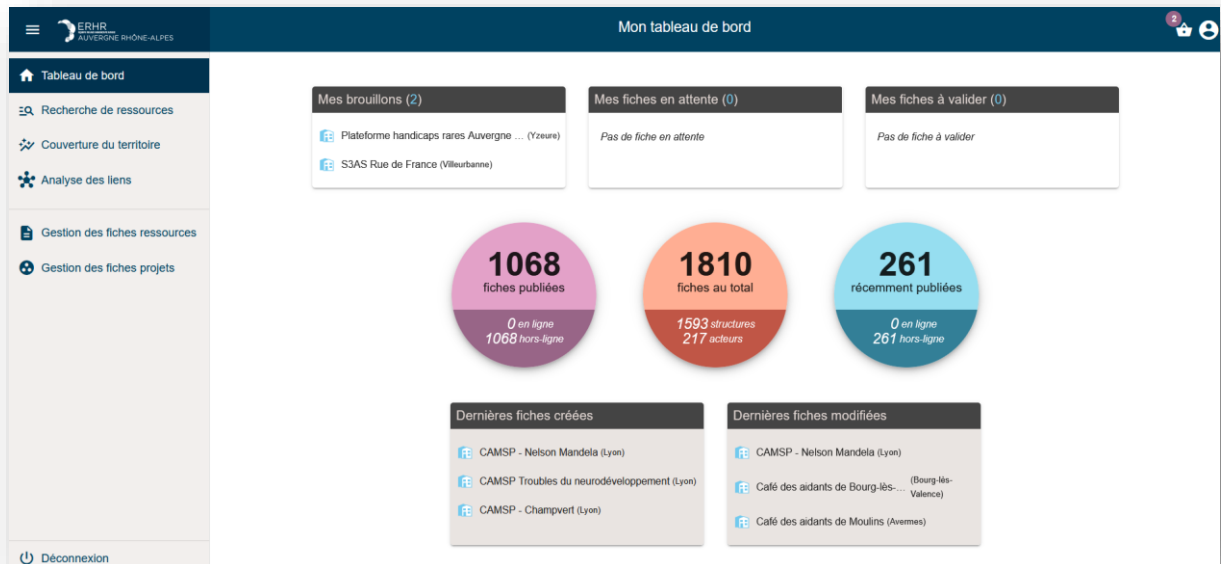 ERHR
AUVERGNE RHÔNE-ALPES
Mon tableau de bord
2
Tableau de bord
Recherche de ressources
Couverture du territoire
Analyse des liens
Gestion des fiches ressources
Gestion des fiches projets
Déconnexion
Mes brouillons (2)
Plateforme handicaps rares Auvergne ... (Yzeure)
S3AS Rue de France (Villeurbanne)
Mes fiches en attente (0)
Pas de fiche en attente
Mes fiches à valider (0)
Pas de fiche à valider
1068
fiches publiées
0 en ligne
1068 hors-ligne
1810
fiches au total
1593 structures
217 acteurs
261
récemment publiées
0 en ligne
261 hors-ligne
Dernières fiches créées
CAMSP - Nelson Mandela (Lyon)
CAMSP Troubles du neurodéveloppement (Lyon)
CAMSP - Champvert (Lyon)
Dernières fiches modifiées
CAMSP - Nelson Mandela (Lyon)
Café des aidants de Bourg-lès-... (Bourg-lès-
Valence)
Café des aidants de Moulins (Avermes)